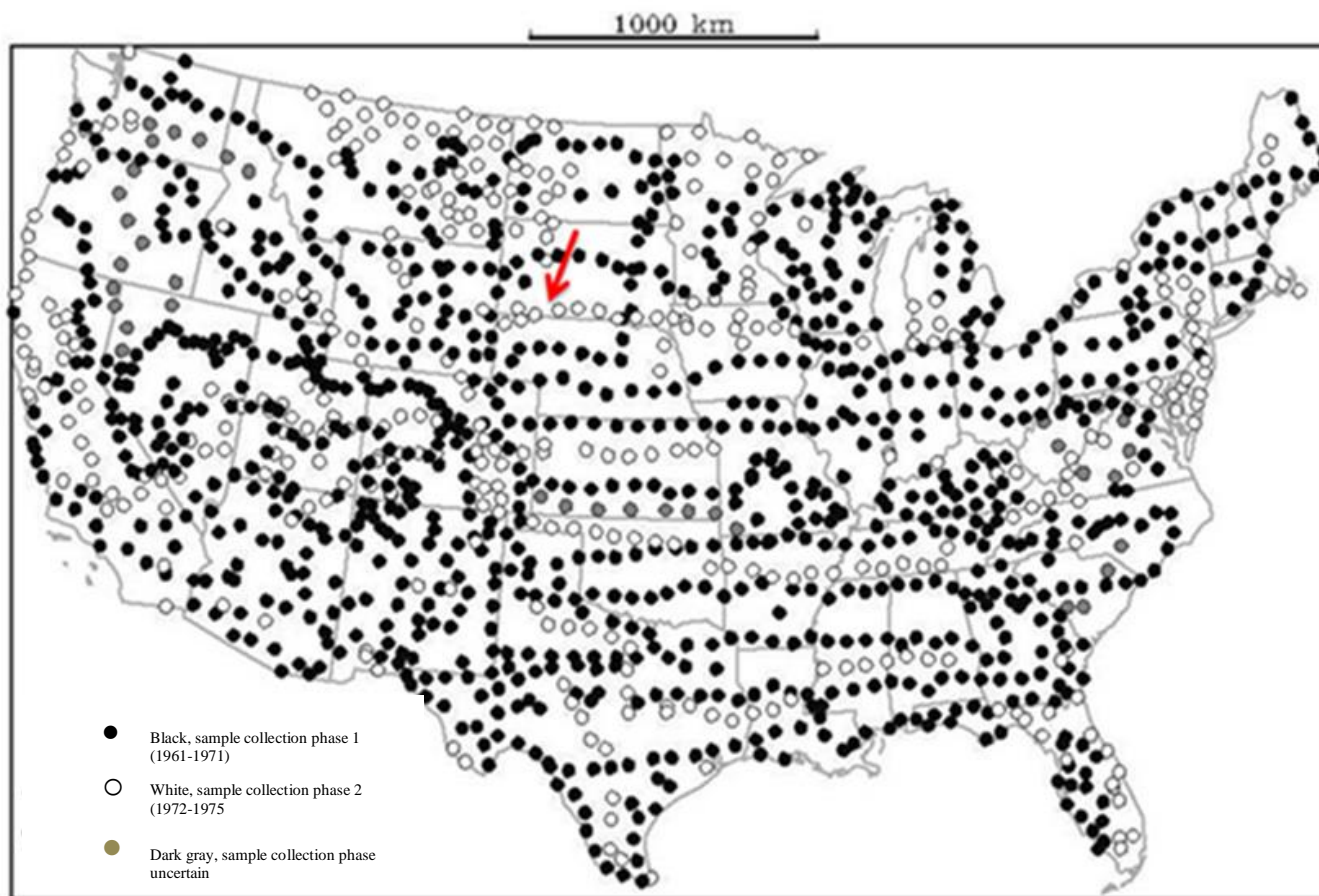 1000 km
Black, sample collection phase 1
(1961-1971)
White, sample collection phase 2
(1972-1975
Dark gray, sample collection phase
uncertain